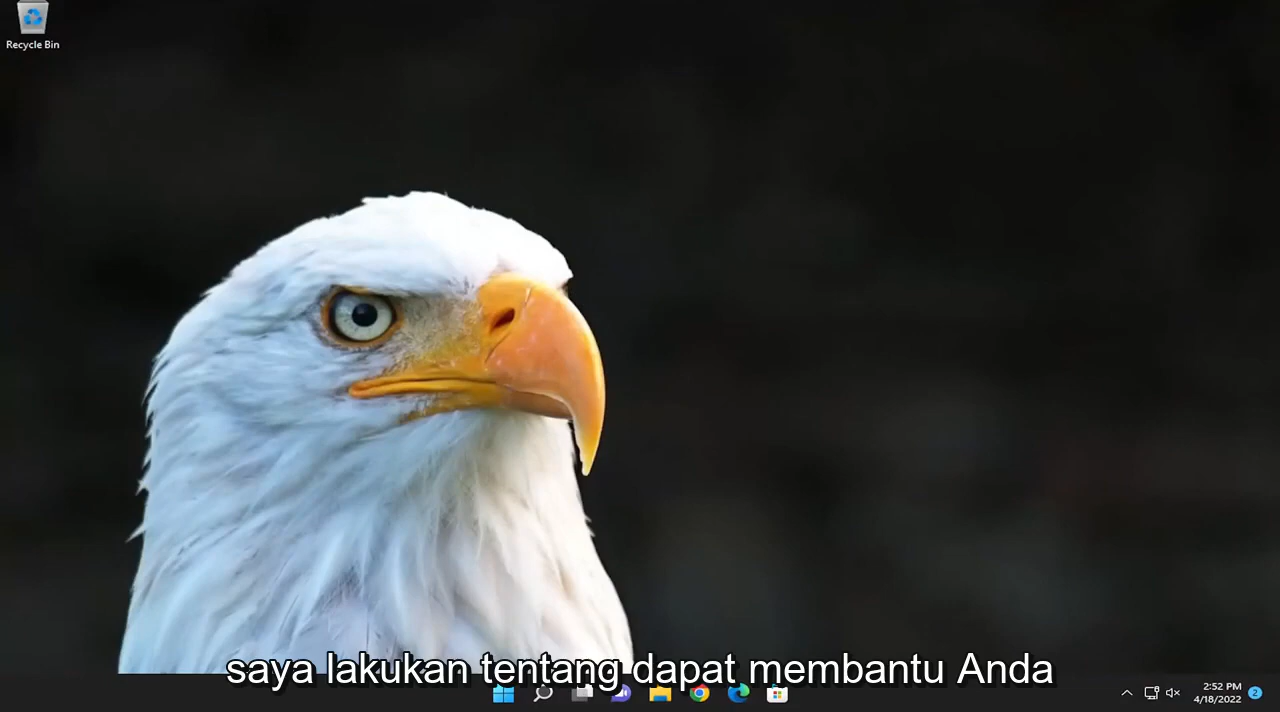 Recycle Bin
saya lakukan tentang dapat membantu Anda
2:52 PM
4/18/2022
2